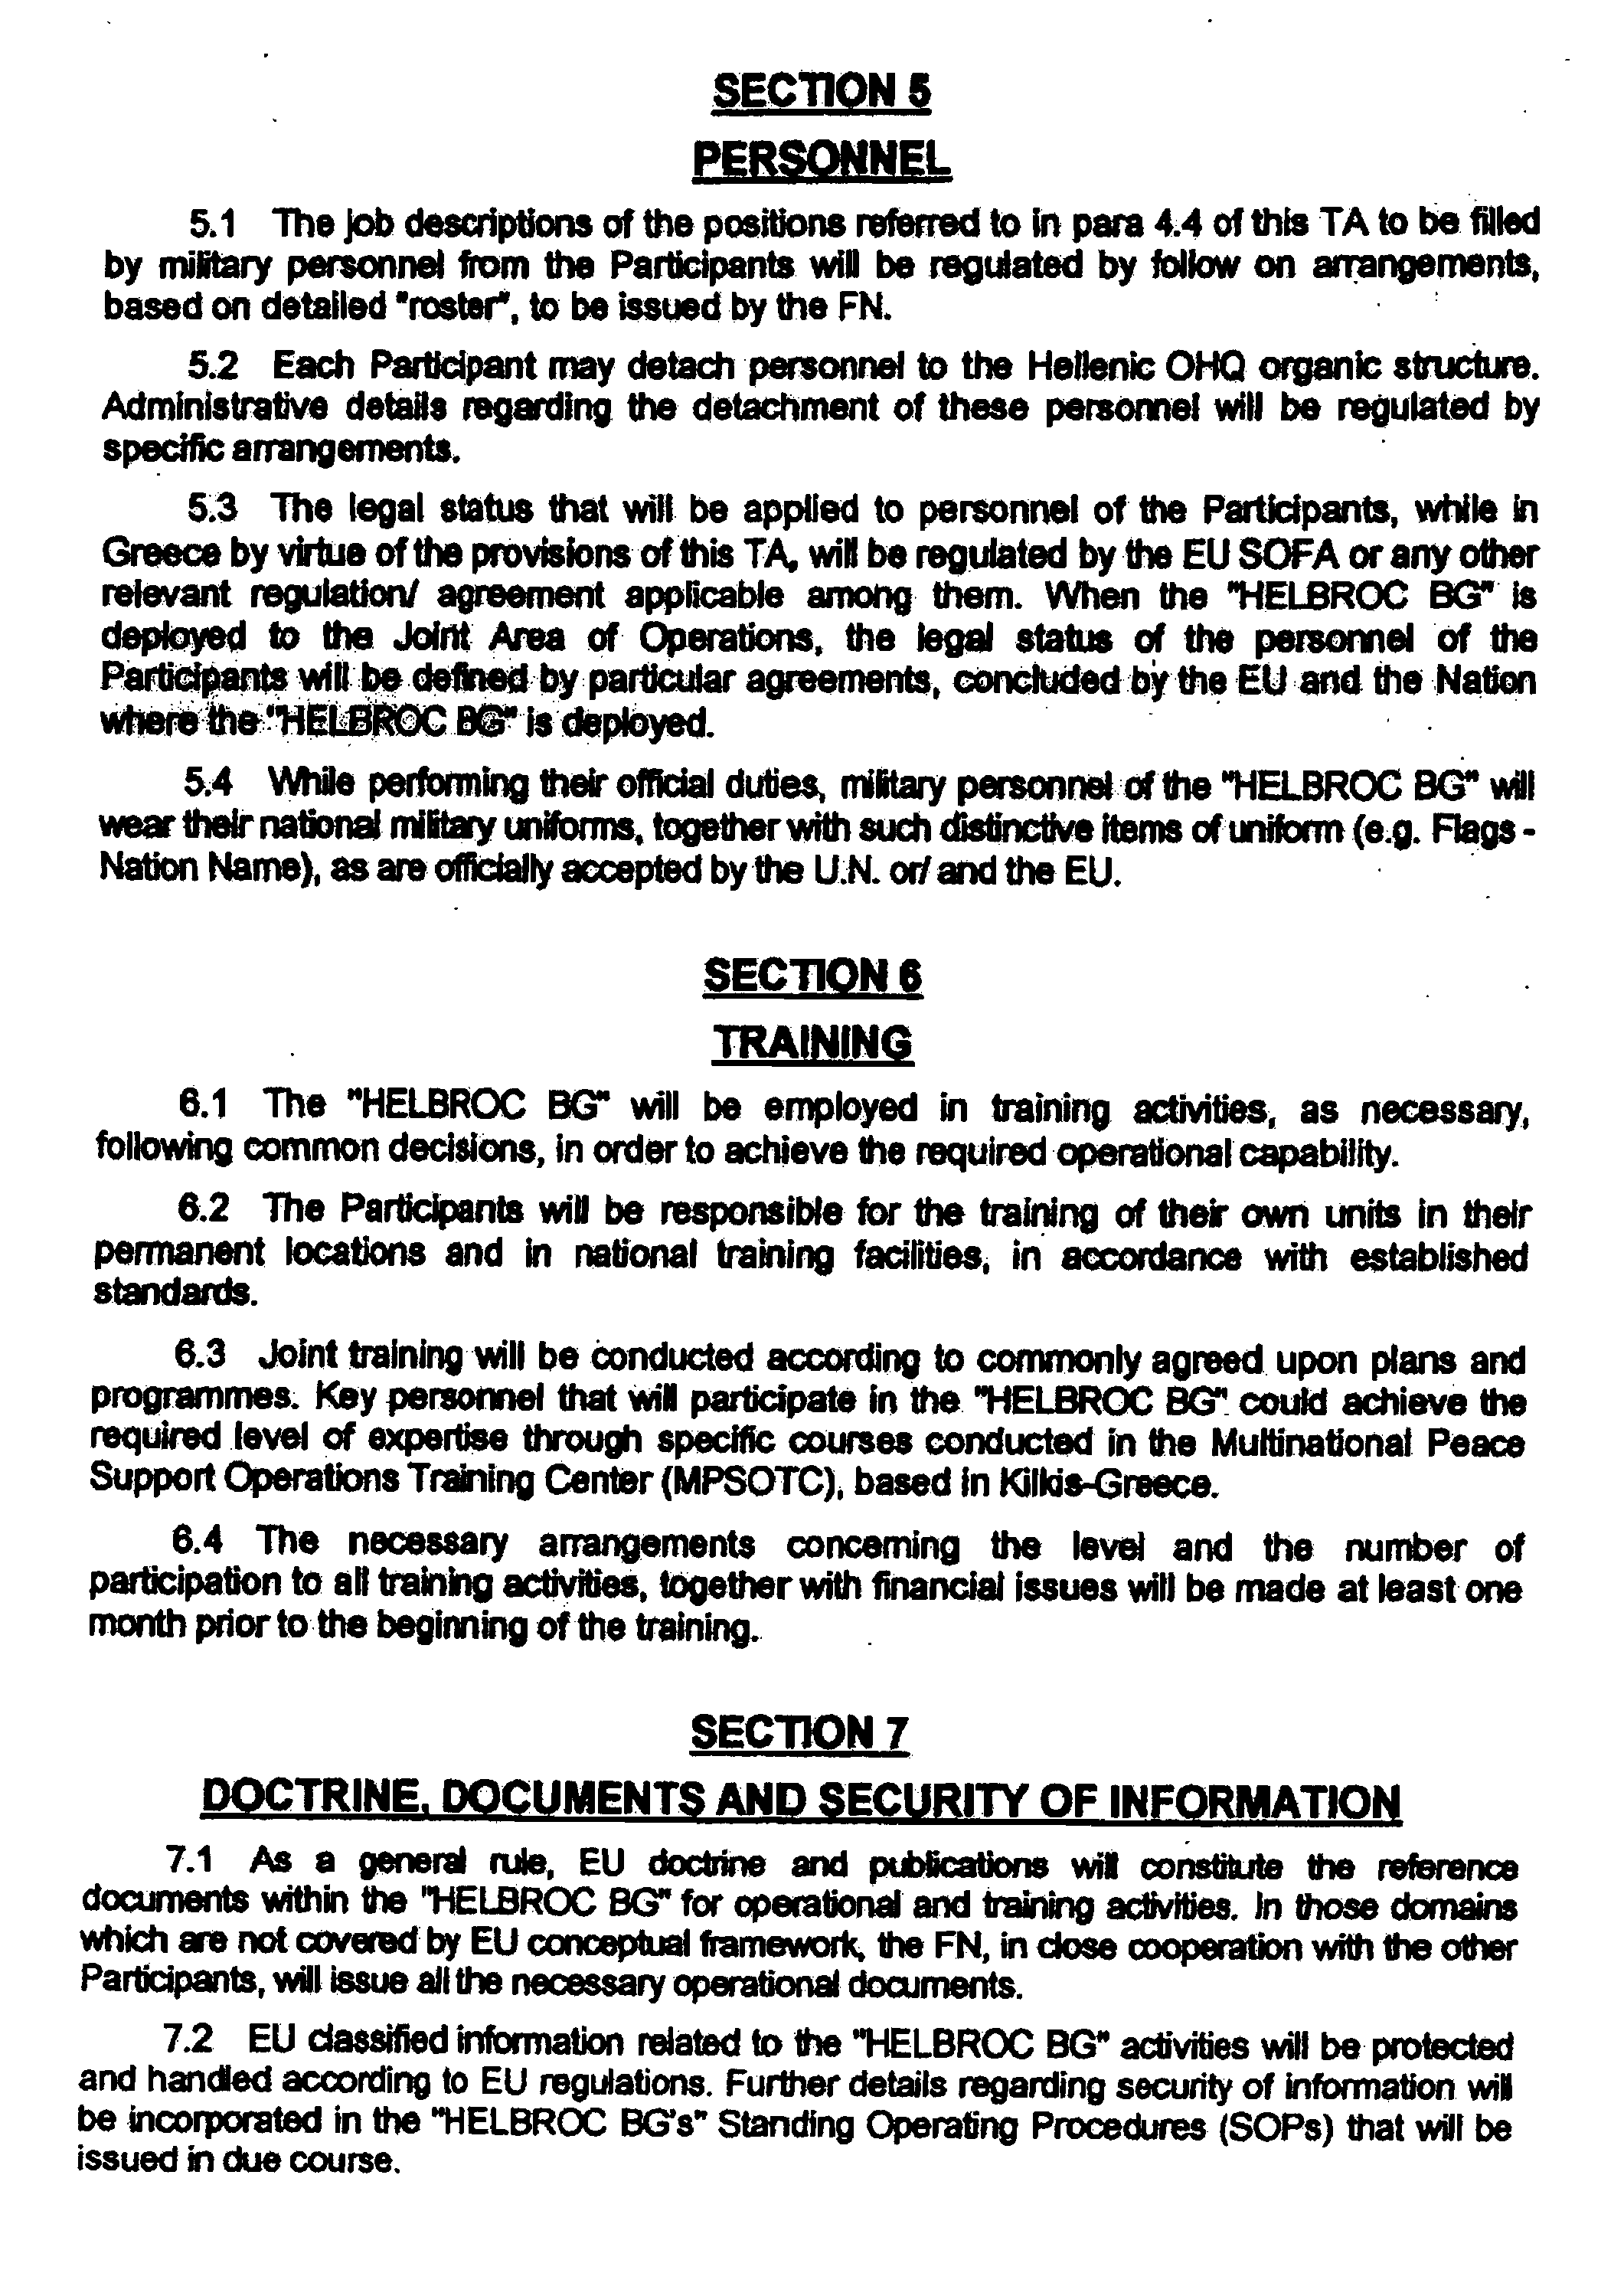 SECTION 5
PERSONNEL
5.1 The job descriptions of the positions referred to in para 4.4 of this TA to be filled
by military personnel from the Participants will be regulated by follow on arrangements,
based on detailed "roster", to be issued by the FN.
5.2 Each Participant may detach personnel to the Hellenic OHQ organic structure.
Administrative details regarding the detachment of these personnel will be regulated by
specific arrangements.
5.3 The legal status that will be applied to personnel of the Participants, while in
Greece by virtue of the provisions of this TA, will be regulated by the EU SOFA or any other
relevant regulation/ agreement applicable among them. When the "HELBROC BG" is
deployed to the Joint Area of Operations, the legal status of the personnel of the
Participants will be defined by particular agreements, concluded by the EU and the Nation
where the "HELBROC BG" is deployed.
5.4 While performing their official duties, military personnel of the "HELBROC BG" will
wear their national military uniforms, together with such distinctive items of uniform (e.g. Flags -
Nation Name), as are officially accepted by the U.N. or/ and the EU.
SECTION 6
TRAINING
6.1 The "HELBROC BG" will be employed in training activities, as necessary,
following common decisions, in order to achieve the required operational capability.
6.2 The Participants will be responsible for the training of their own units in their
permanent locations and in national training facilities, in accordance with established
standards.
6.3 Joint training will be conducted according to commonly agreed upon plans and
programmes. Key personnel that will participate in the "HELBROC BG" could achieve the
required level of expertise through specific courses conducted in the Multinational Peace
Support Operations Training Center (MPSOTC), based in Kilkis-Greece.
6.4 The necessary arrangements concerning the level and the number of
participation to all training activities, together with financial issues will be made at least one
month prior to the beginning of the training.
SECTION 7
DOCTRINE, DOCUMENTS AND SECURITY OF INFORMATION
7.1 As a general rule, EU doctrine and publications will constitute the reference
documents within the "HELBROC BG" for operational and training activities. In those domains
which are not covered by EU conceptual framework, the FN, in close cooperation with the other
Participants, will issue all the necessary operational documents.
7.2 EU classified information related to the "HELBROC BG" activities will be protected
and handled according to EU regulations. Further details regarding security of information will
be incorporated in the "HELBROC BG's" Standing Operating Procedures (SOPs) that will be
issued in due course.